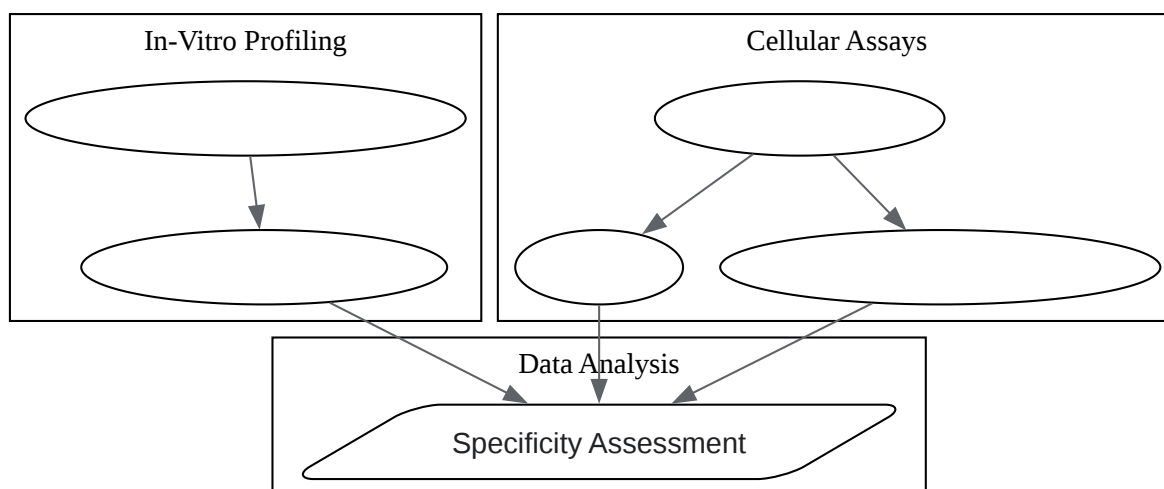 In-Vitro Profiling
Cellular Assays
Data Analysis
Specificity Assessment